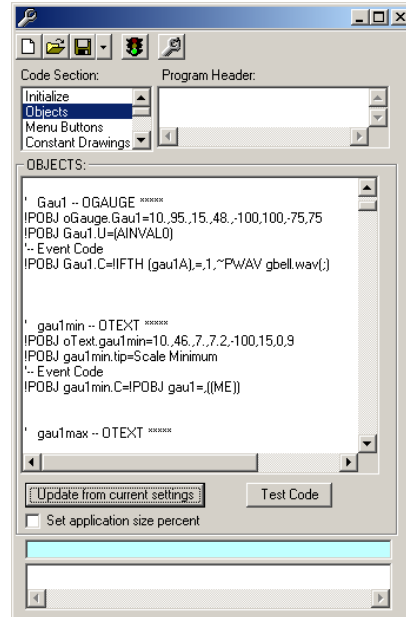 Code Section:
Program Header:
Initialize
Objects
Menu Buttons
Constant Drawings
OBJECTS:
' Gau1 -- OGAUGE *****
!POBJ oGauge.Gau1=10.,95.,15.,48.,-100,100,-75,75
!POBJ Gau1.U=(AINVAL0)
'-- Event Code
!POBJ Gau1.C=!IFTH (gau1A),=,1,~PWAV gbell.wav(;)
' gau1min -- OTEXT *****
!POBJ oText.gau1min=10.,46.,7.,7.2,-100,15,0,9
!POBJ gau1min.tip=Scale Minimum
'-- Event Code
!POBJ gau1min.C=!POBJ gau1=,((ME))
' gau1max -- OTEXT *****
Update from current settings
Test Code
Set application size percent